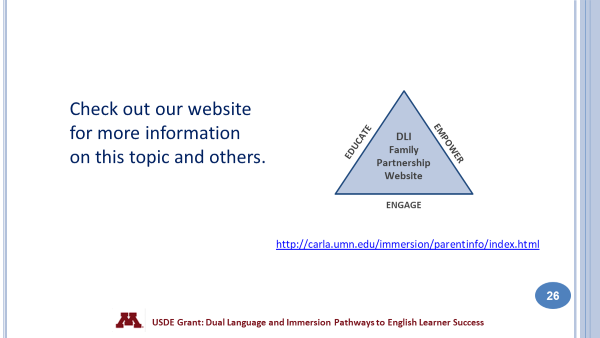 Check out our website
for more information
on this topic and others.
EDUCATE
EMPOWER
DLI
Family
Partnership
Website
ENGAGE
http://carla.umn.edu/immersion/parentinfo/index.html
26
M
USDE Grant: Dual Language and Immersion Pathways to English Learner Success